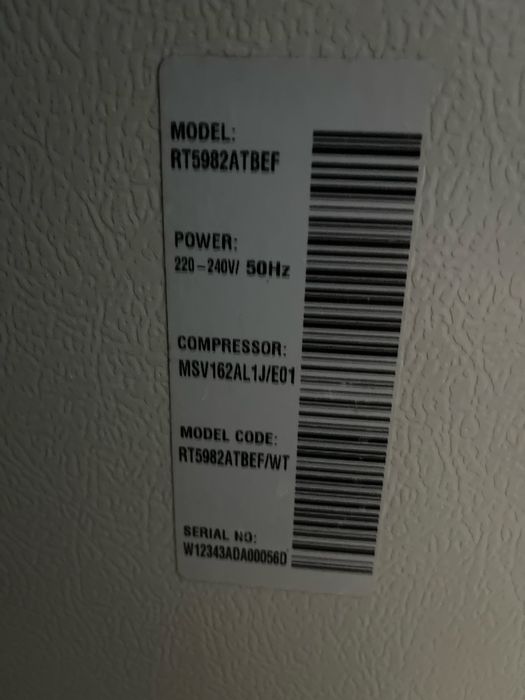 MODEL:
RT5982ATBEF
POWER:
220-240V/ 50Hz
COMPRESSOR:
MSV162AL1J/E01
MODEL CODE:
RT5982ATBEF/WT
SERIAL NO:
W12343ADA00056D